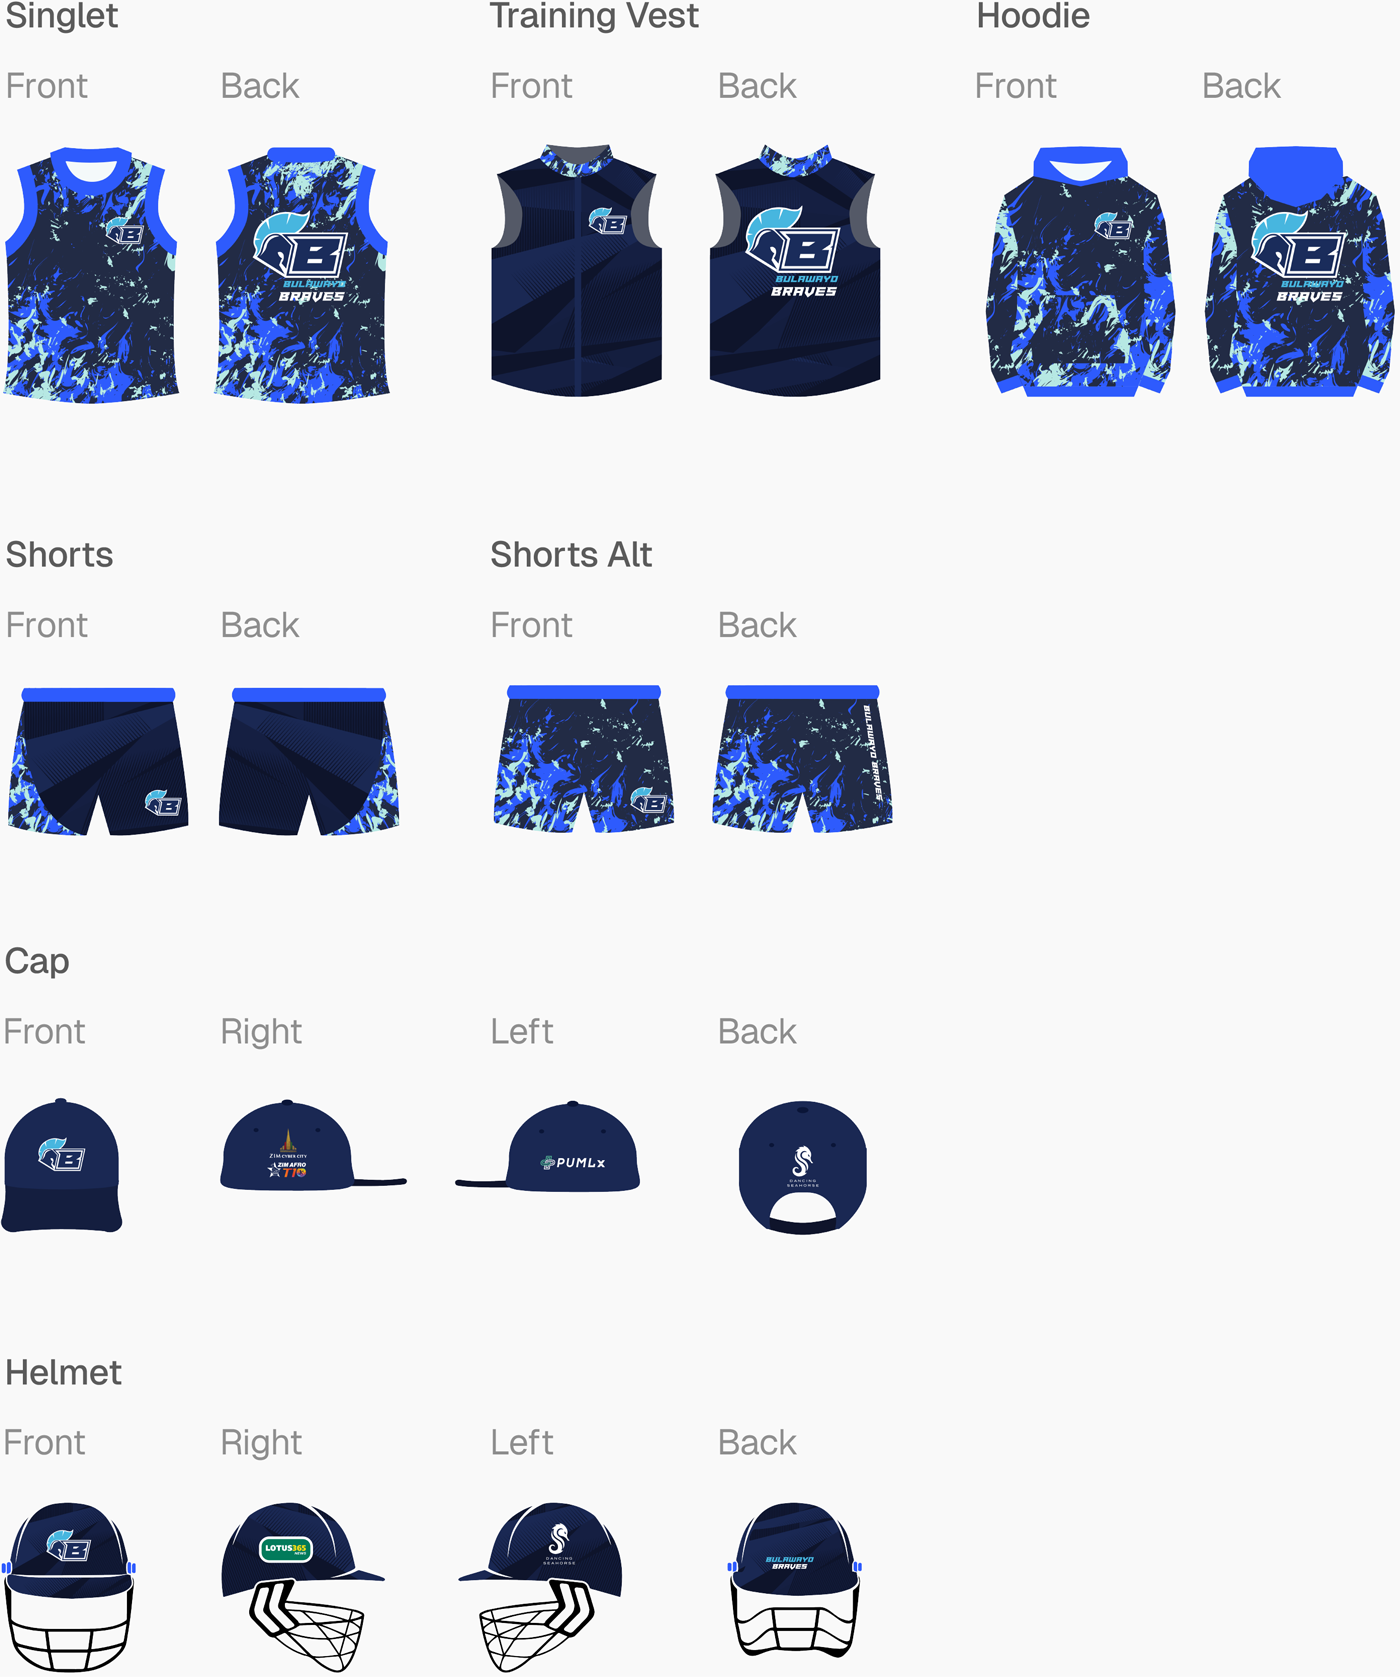 Singlet
Training Vest
Hoodie
Front
Back
Front
Back
Front
Back
B
B
BULAWAYO
BRAVES
B
B
BULAWAYO
BRAVES
B
B
BULAWAYO
BRAVES
Shorts
Shorts Alt
Front
Back
Front
Back
B
B
BULAWAYO BRAVES
Cap
Front
Right
Left
Back
B
ZIM CYBER CITY
ZIM AFRO
T10
PUMLx
DANCING
SEAHORSE
Helmet
Front
Right
Left
Back
B
LOTUS365
NEWS
DANCING
SEAHORSE
BULAWAYO
BRAVES